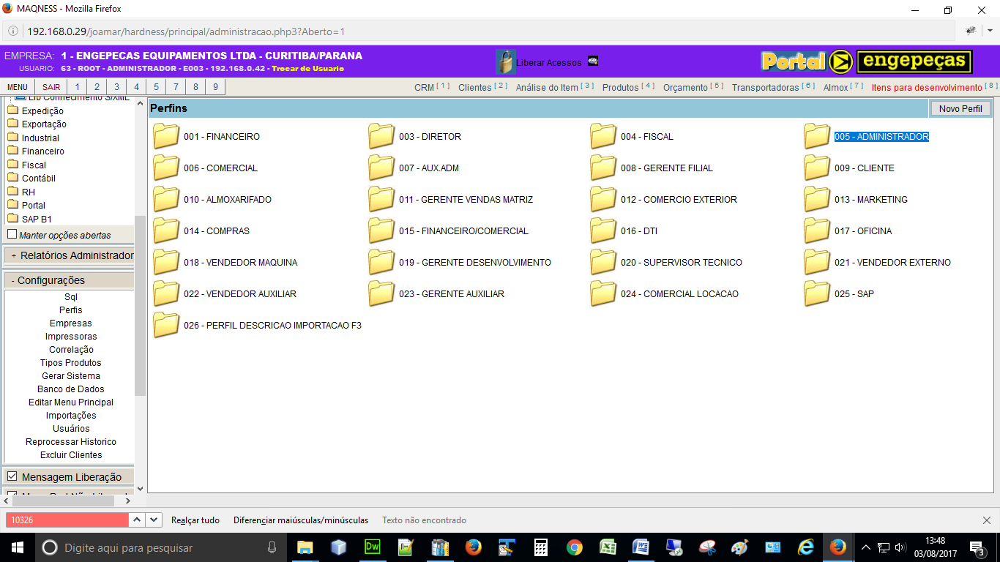 MAQNESS - Mozilla Firefox
192.168.0.29/joamar/hardness/principal/administracao.php3?Aberto=1
EMPRESA: 1 - ENGEPEÇAS EQUIPAMENTOS LTDA - CURITIBA/PARANA
USUARIO: 63 - ROOT - ADMINISTRADOR - E003 - 192.168.0.42 - Trocar de Usuario
Liberar Acessos
Portal engepeças
MENU SAIR 1 2 3 4 5 7 8 9
CRM [ 1 ] Clientes [ 2 ] Análise do Item [ 3 ] Produtos [ 4 ] Orçamento [ 5 ] Transportadoras [ 6 ] Almox [ 7 ] Itens para desenvolvimento [ 8 ]
Lib Conhecimento S/XML
Expedição
Exportação
Industrial
Financeiro
Fiscal
Contábil
RH
Portal
SAP B1
Manter opções abertas
+ Relatórios Administrador
- Configurações
Sql
Perfis
Empresas
Impressoras
Correlação
Tipos Produtos
Gerar Sistema
Banco de Dados
Editar Menu Principal
Importações
Usuários
Reprocessar Historico
Excluir Clientes
Mensagem Liberação
Perfins
Novo Perfil
001 - FINANCEIRO 003 - DIRETOR 004 - FISCAL 005 - ADMINISTRADOR
006 - COMERCIAL 007 - AUX.ADM 008 - GERENTE FILIAL 009 - CLIENTE
010 - ALMOXARIFADO 011 - GERENTE VENDAS MATRIZ 012 - COMERCIO EXTERIOR 013 - MARKETING
014 - COMPRAS 015 - FINANCEIRO/COMERCIAL 016 - DTI 017 - OFICINA
018 - VENDEDOR MAQUINA 019 - GERENTE DESENVOLVIMENTO 020 - SUPERVISOR TECNICO 021 - VENDEDOR EXTERNO
022 - VENDEDOR AUXILIAR 023 - GERENTE AUXILIAR 024 - COMERCIAL LOCACAO 025 - SAP
026 - PERFIL DESCRICAO IMPORTACAO F3
10326 Realçar tudo Diferenciar maiúsculas/minúsculas Texto não encontrado
Digite aqui para pesquisar
Dw
13:48
03/08/2017
3